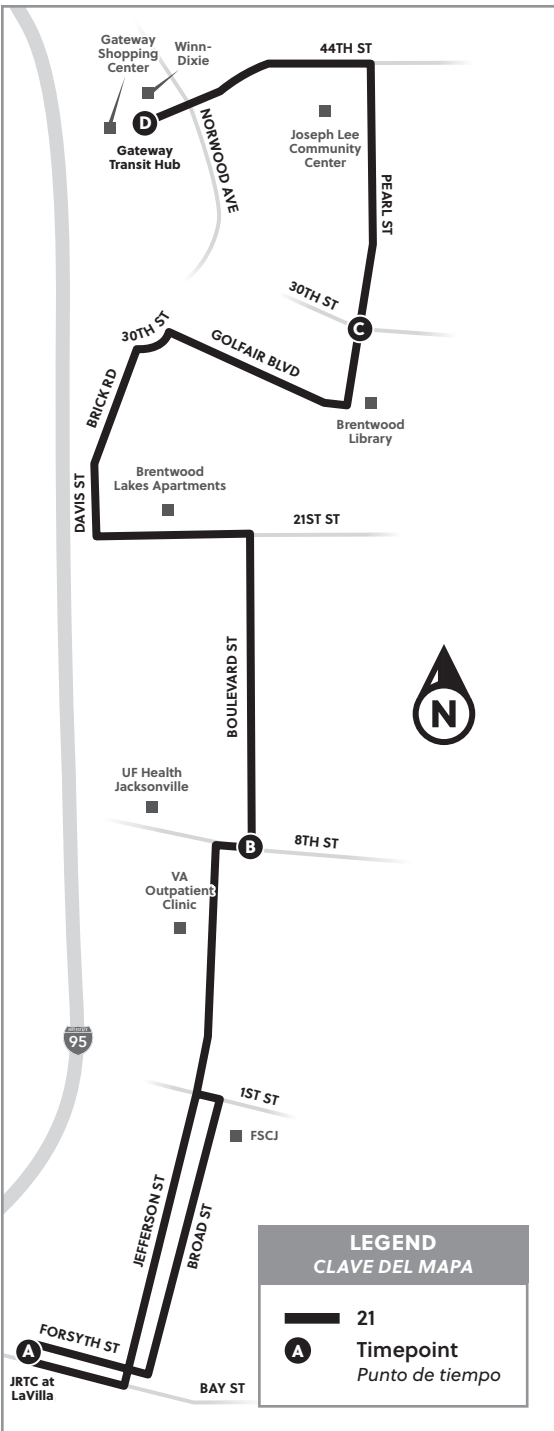 Gateway
Shopping
Center
Winn-
Dixie
44TH ST
D
Gateway
Transit Hub
NORWOOD AVE
Joseph Lee
Community
Center
PEARL ST
30TH ST
C
30TH ST
GOLFAIR BLVD
BRICK RD
Brentwood
Library
Brentwood
Lakes Apartments
DAVIS ST
21ST ST
BOULEVARD ST
N
UF Health
Jacksonville
B
8TH ST
VA
Outpatient
Clinic
95
1ST ST
FSCJ
JEFFERSON ST
BROAD ST
FORSYTH ST
A
JRTC at
LaVilla
BAY ST
LEGEND
CLAVE DEL MAPA
21
A
Timepoint
Punto de tiempo